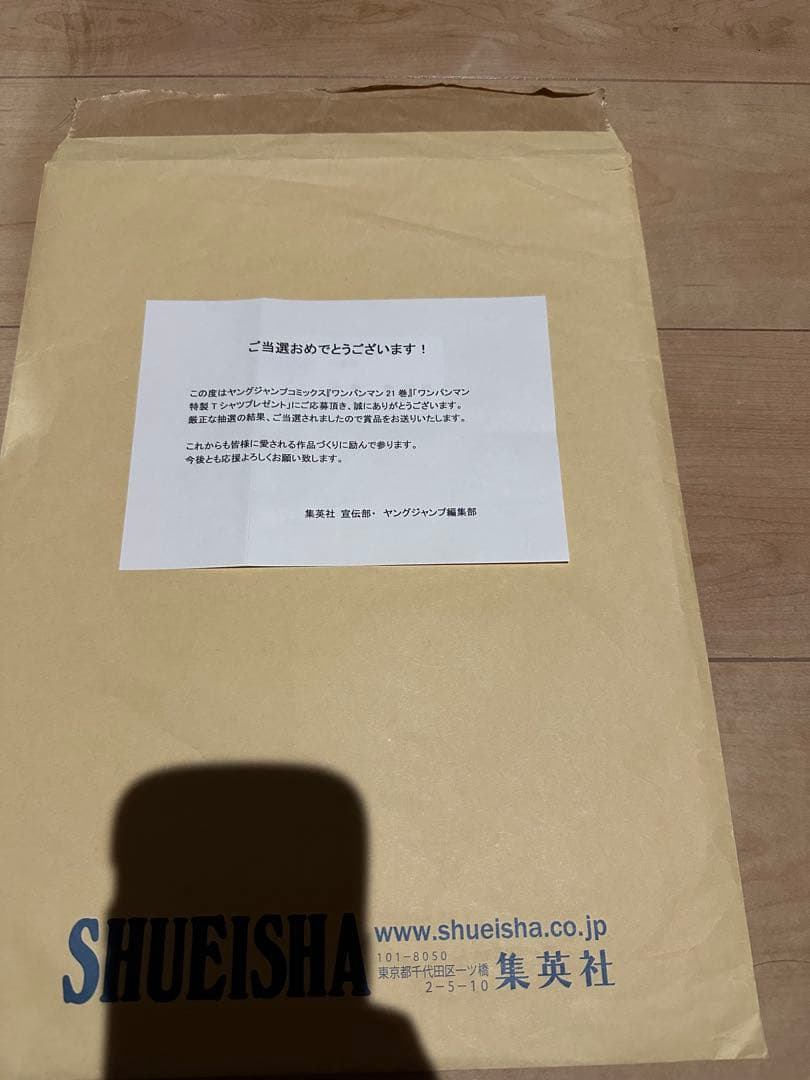 ご当選おめでとうございます！
この度はヤングジャンプコミックス『ワンパンマン21巻』「ワンパンマン
特製Tシャツプレゼント」にご応募頂き、誠にありがとうございます。
厳正な抽選の結果、ご当選されましたので賞品をお送りいたします。
これからも皆様に愛される作品づくりに励んで参ります。
今後とも応援よろしくお願い致します。
集英社 宣伝部・ ヤングジャンプ編集部
SHUEISHA
www.shueisha.co.jp
101-8050
東京都千代田区一ツ橋
2-5-10
集英社